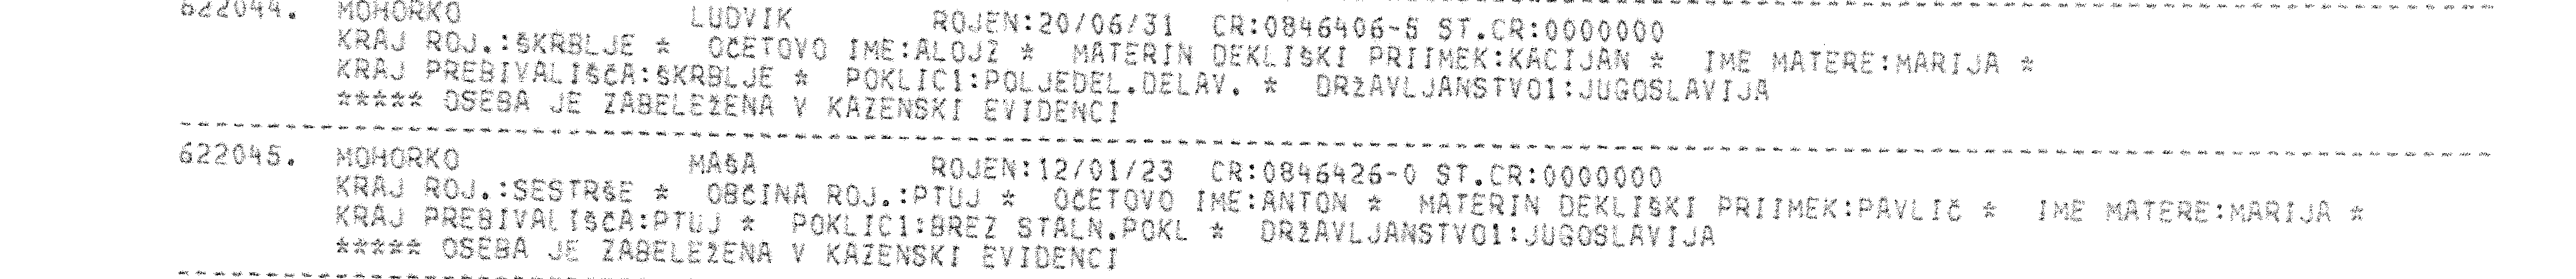 622044. MOHORKO LUDVIK ROJEN:20/06/31 CR:0846406-5 ST.CR:0000000
KRAJ ROJ.:ŠKRBLJE * OČETOVO IME:ALOJZ * MATERIN DEKLIŠKI PRIIMEK:KACIJAN * IME MATERE:MARIJA *
KRAJ PREBIVALIŠČA:ŠKRBLJE * POKLIC1:POLJEDEL.DELAV. * DRŽAVLJANSTVO1:JUGOSLAVIJA
***** OSEBA JE ZABELEŽENA V KAZENSKI EVIDENCI
622045. MOHORKO MAŠA ROJEN:12/01/23 CR:0846426-0 ST.CR:0000000
KRAJ ROJ.:SESTRŠE * OBČINA ROJ.:PTUJ * OČETOVO IME:ANTON * MATERIN DEKLIŠKI PRIIMEK:PAVLIČ * IME MATERE:MARIJA *
KRAJ PREBIVALIŠČA:PTUJ * POKLIC1:BREZ STALN.POKL * DRŽAVLJANSTVO1:JUGOSLAVIJA
***** OSEBA JE ZABELEŽENA V KAZENSKI EVIDENCI